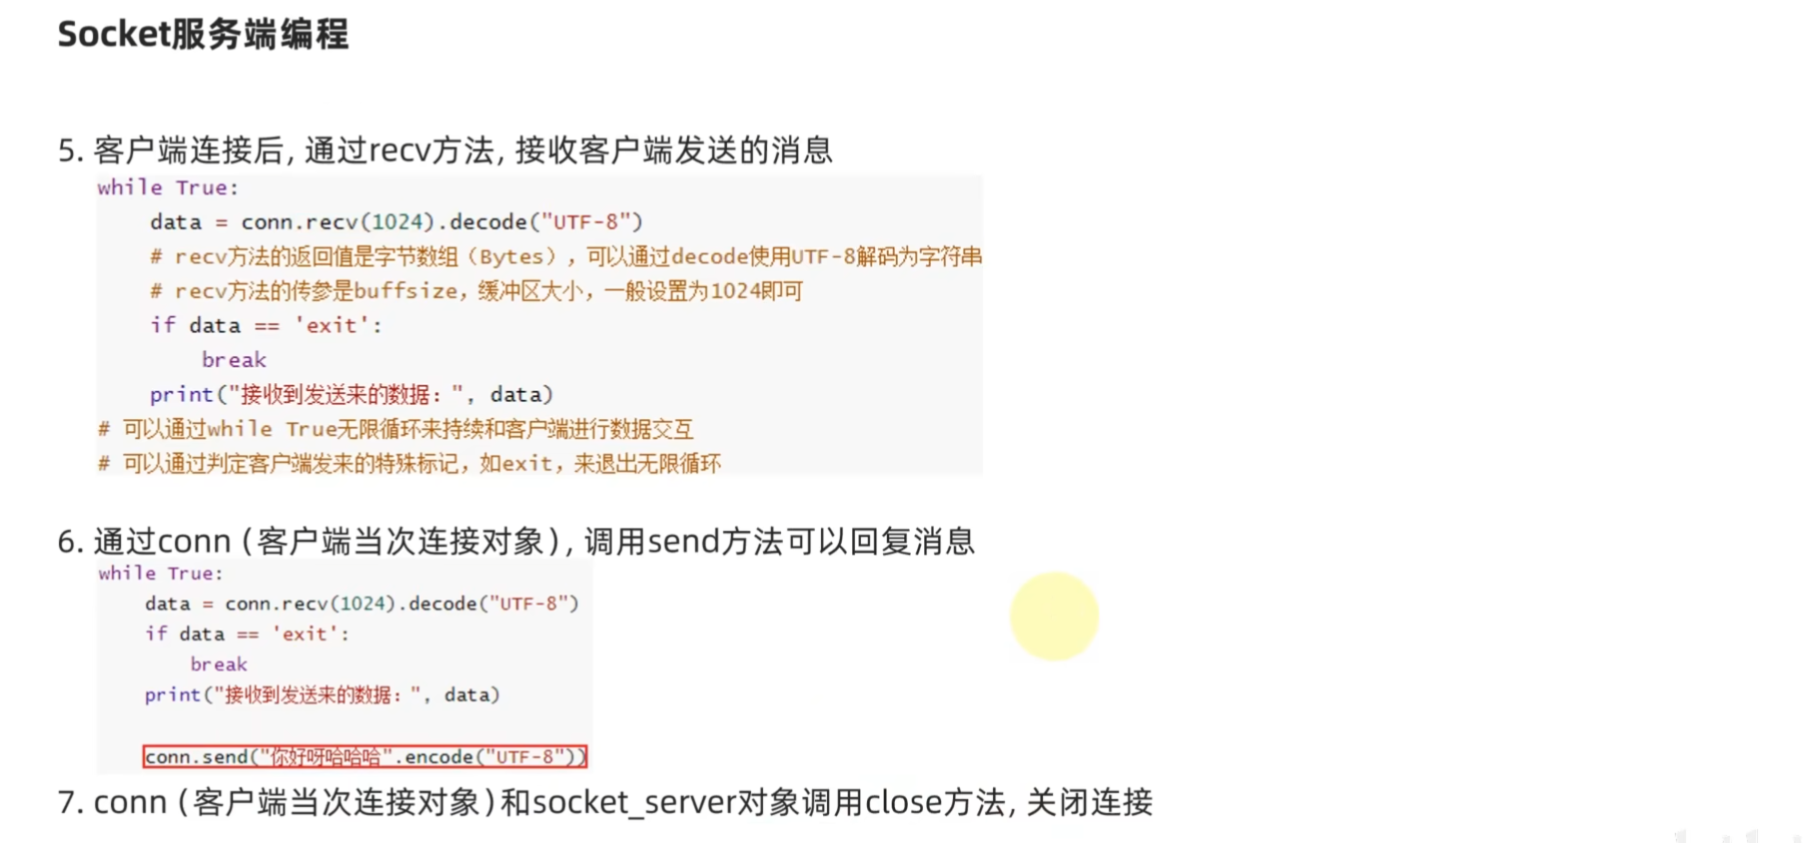 Socket服务端编程
5. 客户端连接后, 通过recv方法, 接收客户端发送的消息
while True:
    data = conn.recv(1024).decode("UTF-8")
    # recv方法的返回值是字节数组（Bytes），可以通过decode使用UTF-8解码为字符串
    # recv方法的传参是buffsize，缓冲区大小，一般设置为1024即可
    if data == 'exit':
        break
    print("接收到发送来的数据：", data)
# 可以通过while True无限循环来持续和客户端进行数据交互
# 可以通过判定客户端发来的特殊标记，如exit，来退出无限循环
6. 通过conn（客户端当次连接对象）, 调用send方法可以回复消息
while True:
    data = conn.recv(1024).decode("UTF-8")
    if data == 'exit':
        break
    print("接收到发送来的数据：", data)
    conn.send("你好呀哈哈哈".encode("UTF-8"))
7. conn（客户端当次连接对象）和socket_server对象调用close方法, 关闭连接